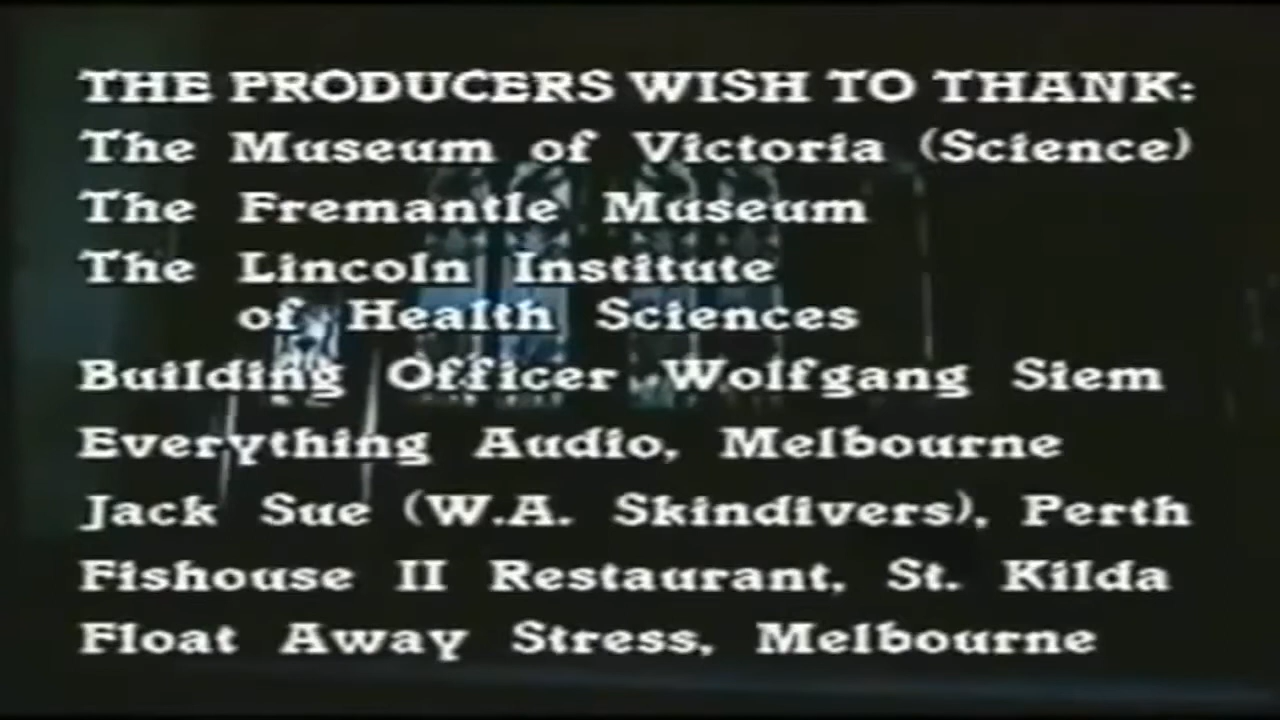 THE PRODUCERS WISH TO THANK:
The Museum of Victoria (Science)
The Fremantle Museum
The Lincoln Institute
of Health Sciences
Building Officer Wolfgang Siem
Everything Audio, Melbourne
Jack Sue (W.A. Skindivers), Perth
Fishouse II Restaurant, St. Kilda
Float Away Stress, Melbourne